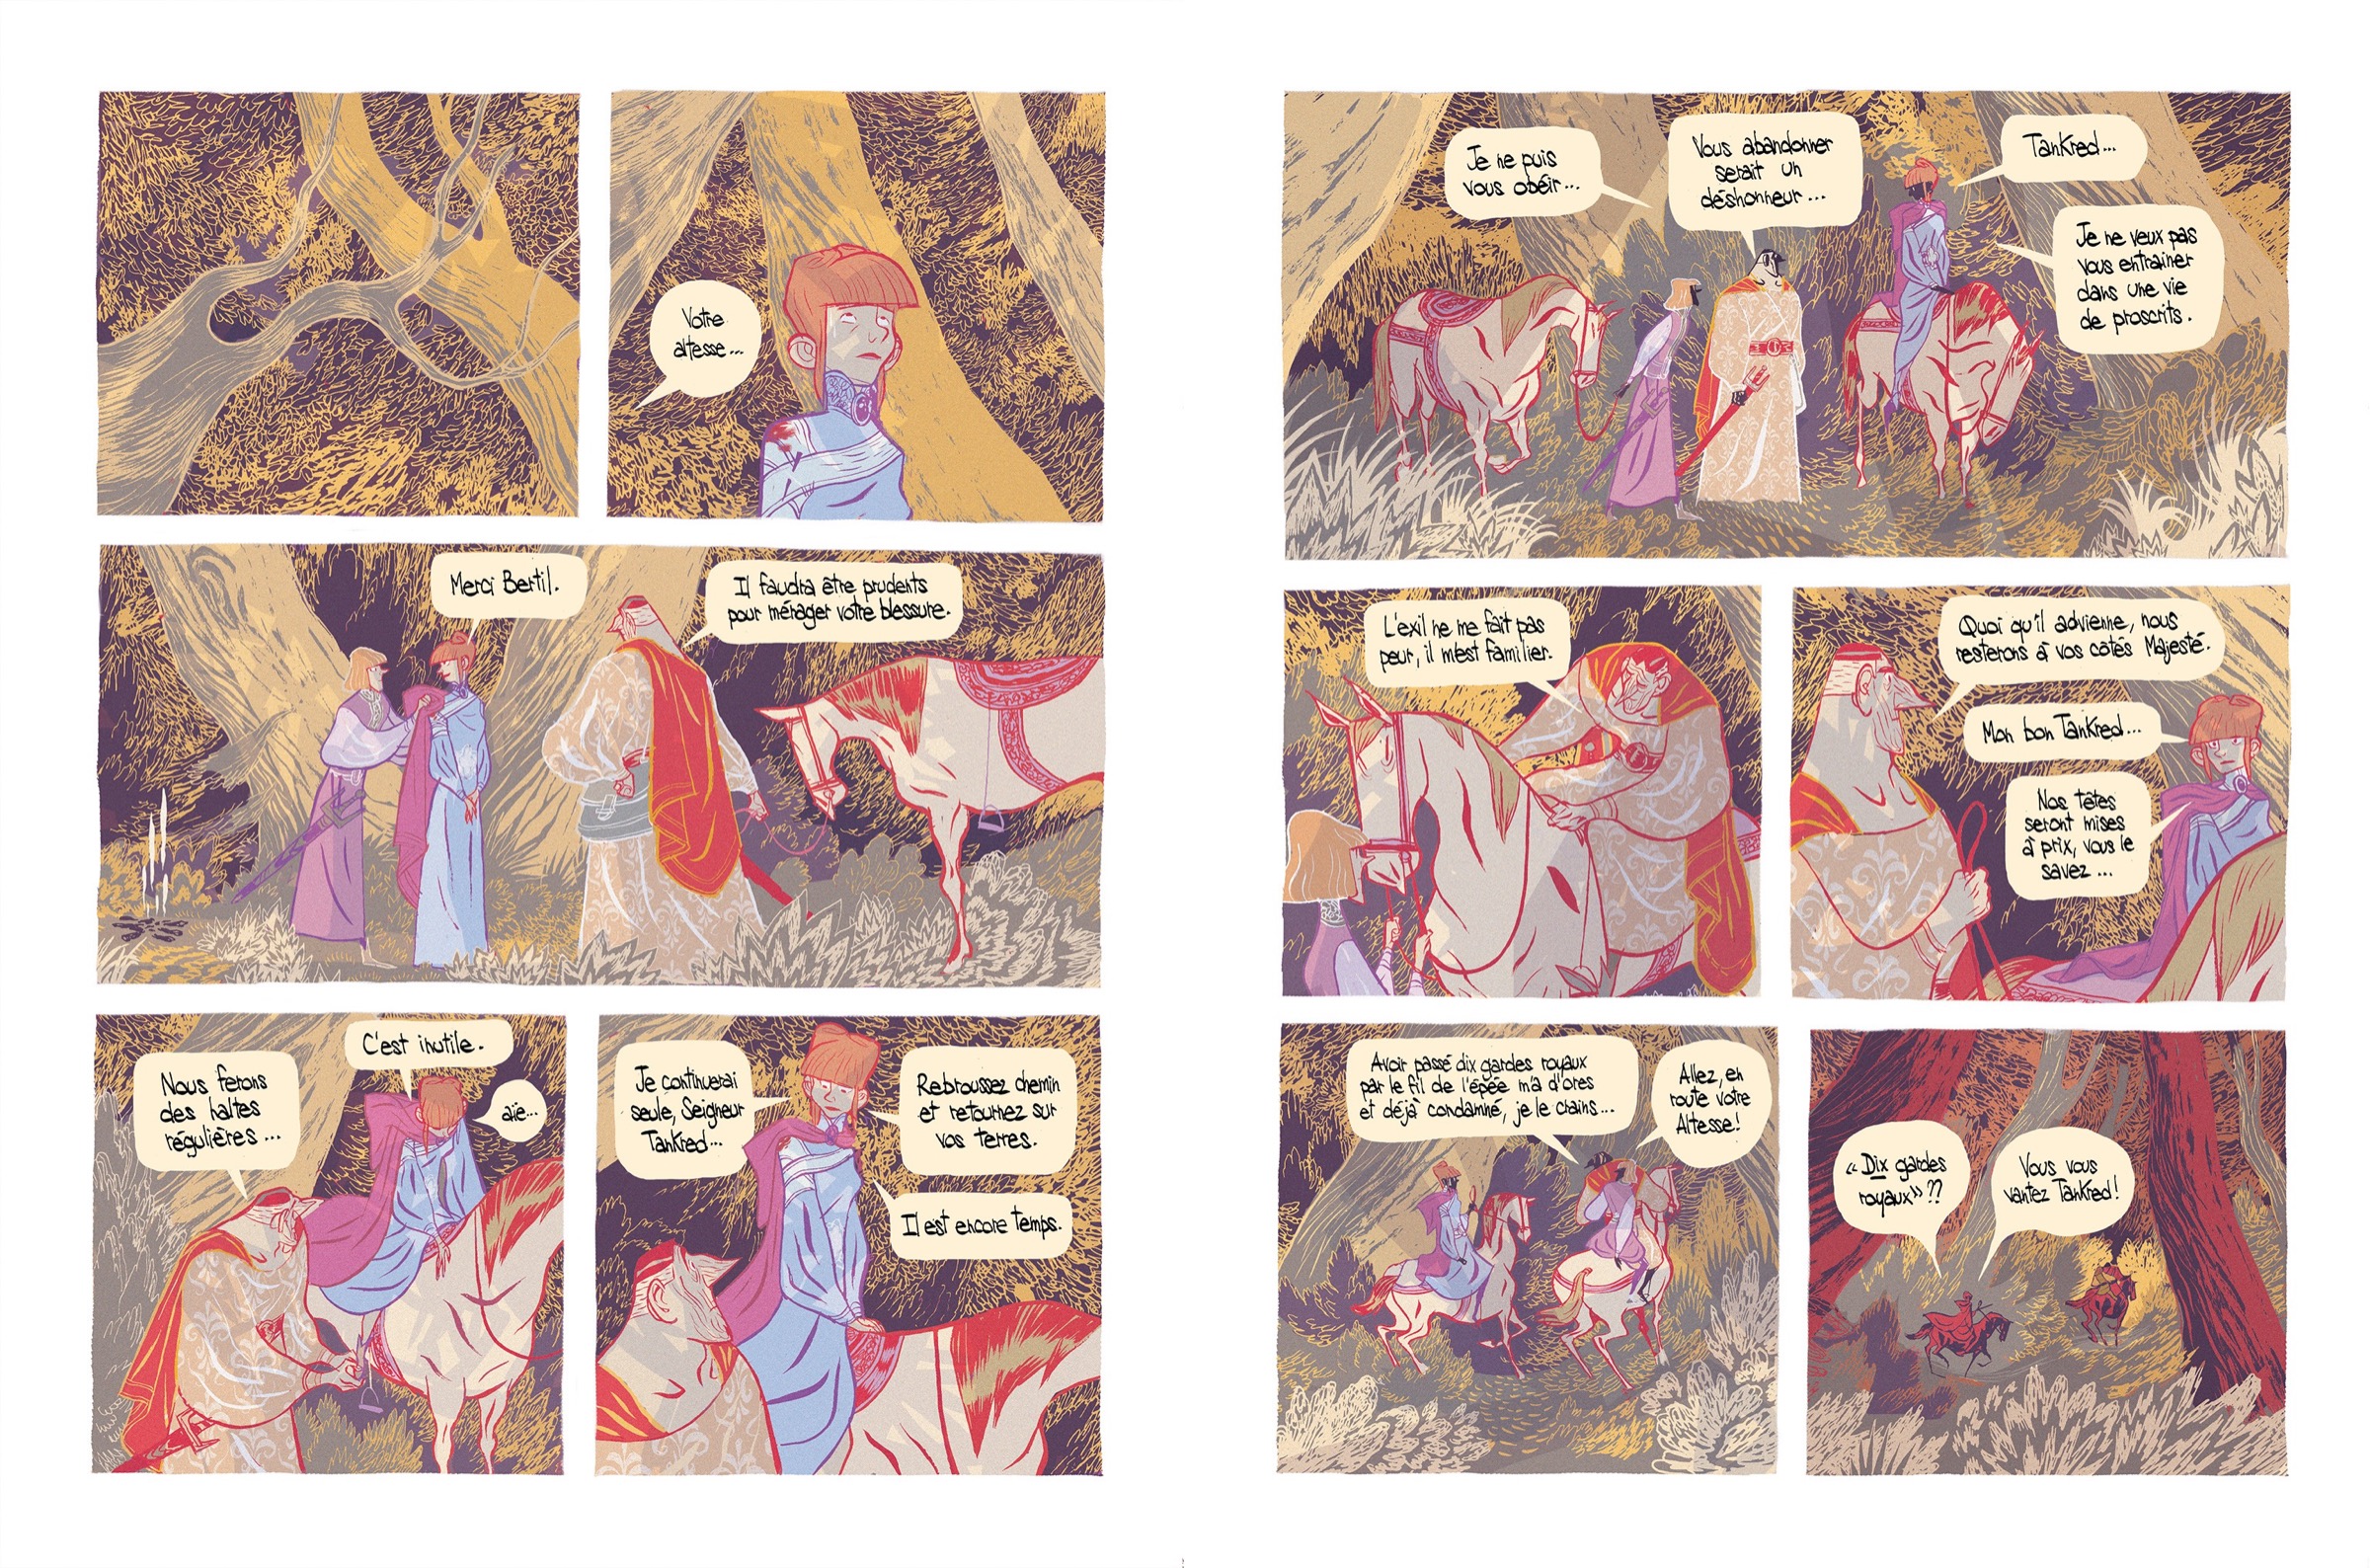 Votre
altesse...
Merci Bertil.
Il faudra être prudents
pour ménager votre blessure.
Nous ferons
des haltes
régulières...
C'est inutile.
aïe...
Je continuerai
seule, Seigneur
Tankred...
Rebroussez chemin
et retournez sur
vos terres.
Il est encore temps.
Je ne puis
vous obéir...
Vous abandonner
serait un
déshonneur...
Tankred...
Je ne veux pas
vous entraîner
dans une vie
de proscrits.
L'exil ne me fait pas
peur, il m'est familier.
Quoi qu'il advienne, nous
resterons à vos côtés Majesté.
Mon bon Tankred...
Nos têtes
seront mises
à prix, vous le
savez...
Avoir passé dix gardes royaux
par le fil de l'épée m'a d'ores
et déjà condamné, je le crains...
Allez, en
route votre
Altesse!
« Dix gardes
royaux» ??
Vous vous
vantez Tankred!